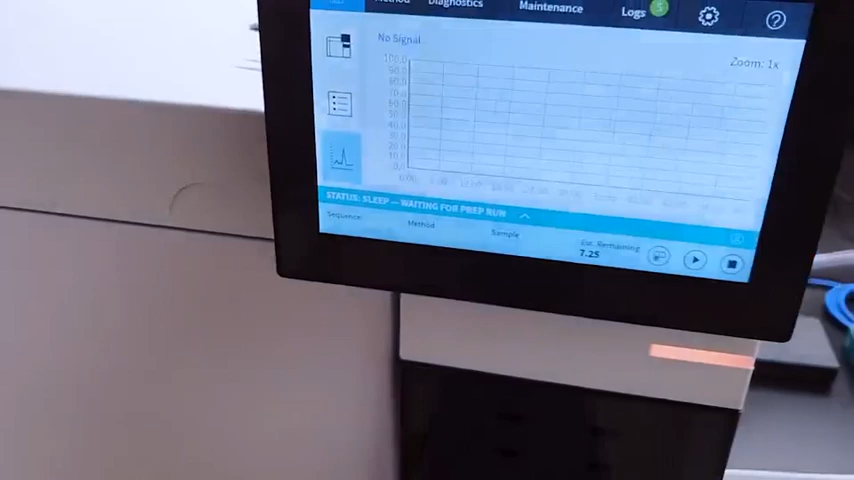 Method Diagnostics Maintenance Logs 5
No Signal
Zoom: 1x
100.0
90.0
80.0
70.0
60.0
50.0
40.0
30.0
20.0
10.0
0.00
STATUS: SLEEP — WAITING FOR PREP RUN
Sequence Method Sample Est. Remaining
7.25